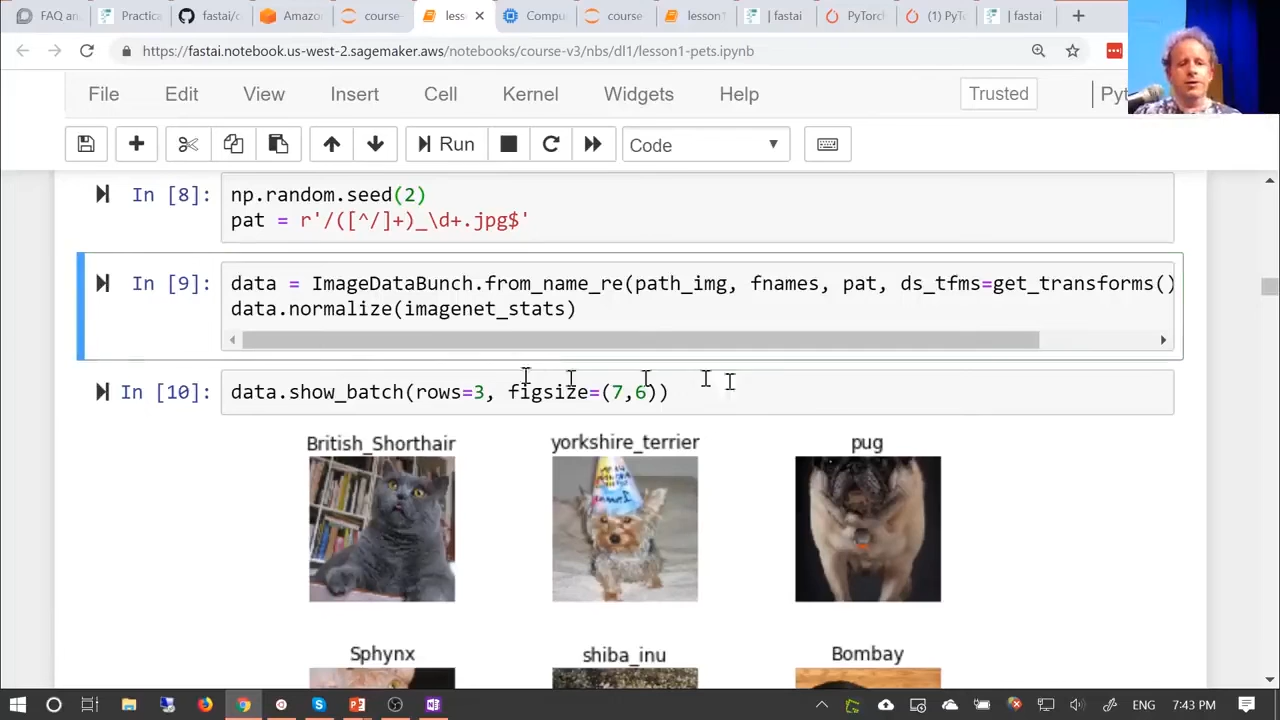 FAQ an
Practica
fastai/c
Amazo
course
less
Compu
course
lesson1
| fastai
PyTorch
(1) PyTo
| fastai
https://fastai.notebook.us-west-2.sagemaker.aws/notebooks/course-v3/nbs/dl1/lesson1-pets.ipynb
File Edit View Insert Cell Kernel Widgets Help Trusted Pyt
Run Code
In [8]: np.random.seed(2)
pat = r'/([^/]+)_\d+.jpg$'
In [9]: data = ImageDataBunch.from_name_re(path_img, fnames, pat, ds_tfms=get_transforms()
data.normalize(imagenet_stats)
In [10]: data.show_batch(rows=3, figsize=(7,6))
British_Shorthair yorkshire_terrier pug
Sphynx shiba_inu Bombay
ENG 7:43 PM